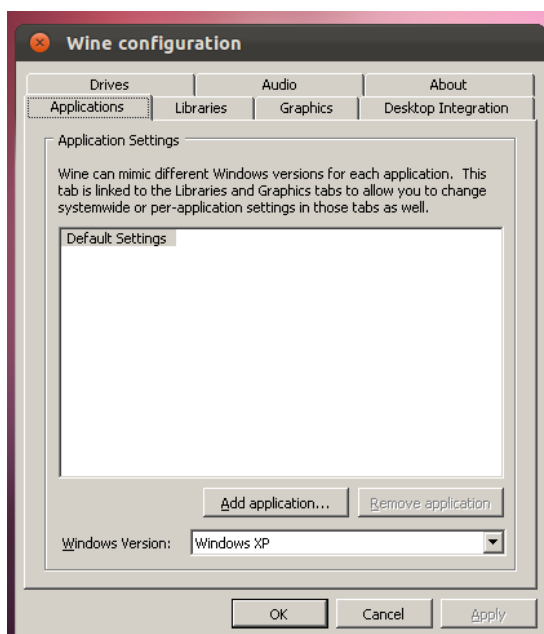 Wine configuration
Drives Audio About
Applications Libraries Graphics Desktop Integration
Application Settings
Wine can mimic different Windows versions for each application. This
tab is linked to the Libraries and Graphics tabs to allow you to change
systemwide or per-application settings in those tabs as well.
Default Settings
Add application... Remove application
Windows Version: Windows XP
OK Cancel Apply